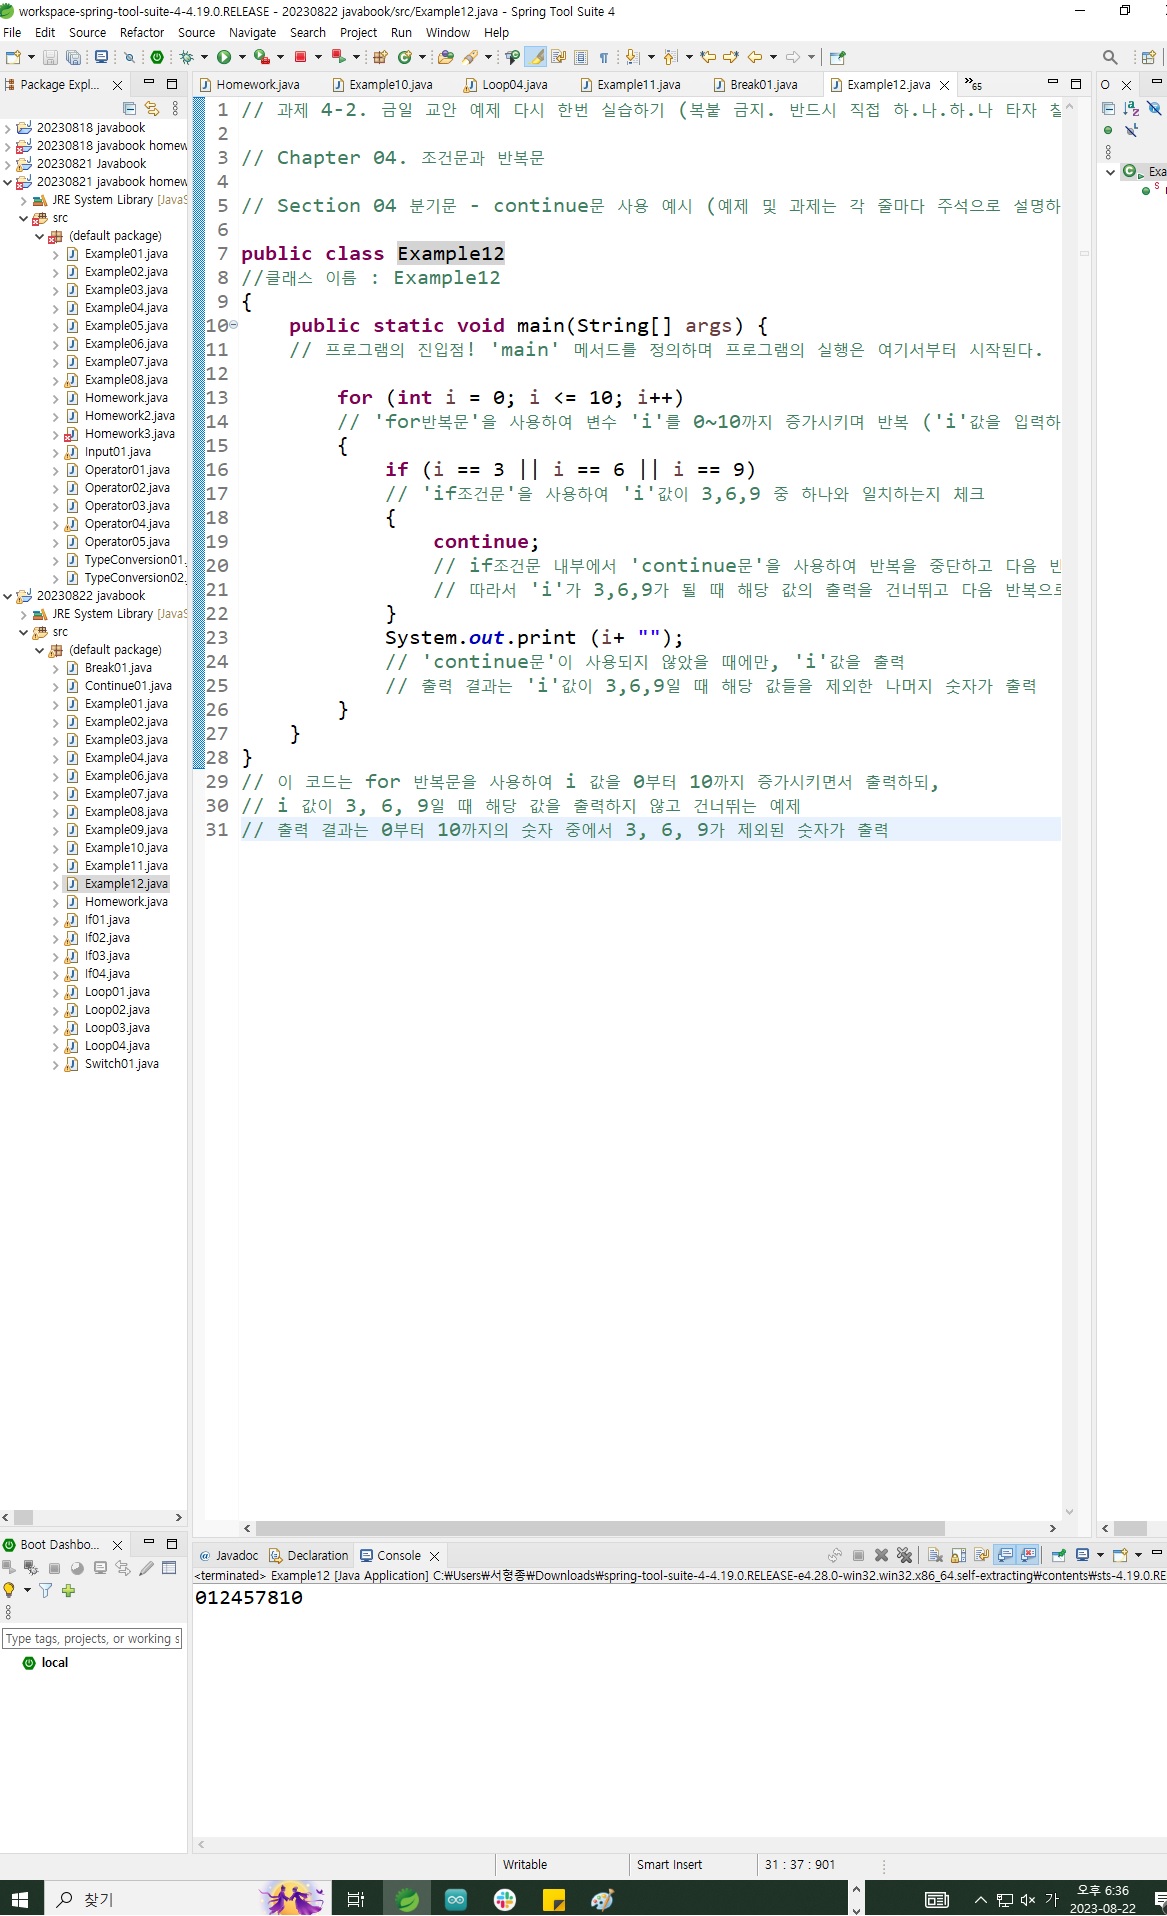 workspace-spring-tool-suite-4-4.19.0.RELEASE - 20230822 javabook/src/Example12.java - Spring Tool Suite 4
File Edit Source Refactor Source Navigate Search Project Run Window Help
Package Expl...
Homework.java Example10.java Loop04.java Example11.java Break01.java Example12.java 65
O
20230818 javabook
20230818 javabook homew
20230821 Javabook
20230821 javabook homew
JRE System Library [JavaS
src
(default package)
Example01.java
Example02.java
Example03.java
Example04.java
Example05.java
Example06.java
Example07.java
Example08.java
Homework.java
Homework2.java
Homework3.java
Input01.java
Operator01.java
Operator02.java
Operator03.java
Operator04.java
Operator05.java
TypeConversion01.
TypeConversion02.
20230822 javabook
JRE System Library [JavaS
src
(default package)
Break01.java
Continue01.java
Example01.java
Example02.java
Example03.java
Example04.java
Example06.java
Example07.java
Example08.java
Example09.java
Example10.java
Example11.java
Example12.java
Homework.java
If01.java
If02.java
If03.java
If04.java
Loop01.java
Loop02.java
Loop03.java
Loop04.java
Switch01.java
1 // 과제 4-2. 금일 교안 예제 다시 한번 실습하기 (복붙 금지. 반드시 직접 하.나.하.나 타자 칠
2
3 // Chapter 04. 조건문과 반복문
4
5 // Section 04 분기문 - continue문 사용 예시 (예제 및 과제는 각 줄마다 주석으로 설명하
6
7 public class Example12
8 //클래스 이름 : Example12
9 {
10 public static void main(String[] args) {
11 // 프로그램의 진입점! 'main' 메서드를 정의하며 프로그램의 실행은 여기서부터 시작된다.
12
13 for (int i = 0; i <= 10; i++)
14 // 'for반복문'을 사용하여 변수 'i'를 0~10까지 증가시키며 반복 ('i'값을 입력하
15 {
16 if (i == 3 || i == 6 || i == 9)
17 // 'if조건문'을 사용하여 'i'값이 3,6,9 중 하나와 일치하는지 체크
18 {
19 continue;
20 // if조건문 내부에서 'continue문'을 사용하여 반복을 중단하고 다음 반
21 // 따라서 'i'가 3,6,9가 될 때 해당 값의 출력을 건너뛰고 다음 반복으로
22 }
23 System.out.print (i+ "");
24 // 'continue문'이 사용되지 않았을 때에만, 'i'값을 출력
25 // 출력 결과는 'i'값이 3,6,9일 때 해당 값들을 제외한 나머지 숫자가 출력
26 }
27 }
28 }
29 // 이 코드는 for 반복문을 사용하여 i 값을 0부터 10까지 증가시키면서 출력하되,
30 // i 값이 3, 6, 9일 때 해당 값을 출력하지 않고 건너뛰는 예제
31 // 출력 결과는 0부터 10까지의 숫자 중에서 3, 6, 9가 제외된 숫자가 출력
Exa
Boot Dashbo...
Type tags, projects, or working s
local
Javadoc Declaration Console
<terminated> Example12 [Java Application] C:₩Users₩서형종₩Downloads₩spring-tool-suite-4-4.19.0.RELEASE-e4.28.0-win32.win32.x86_64.self-extracting₩contents₩sts-4.19.0.RE
012457810
Writable Smart Insert 31 : 37 : 901
찾기
가 오후 6:36
2023-08-22